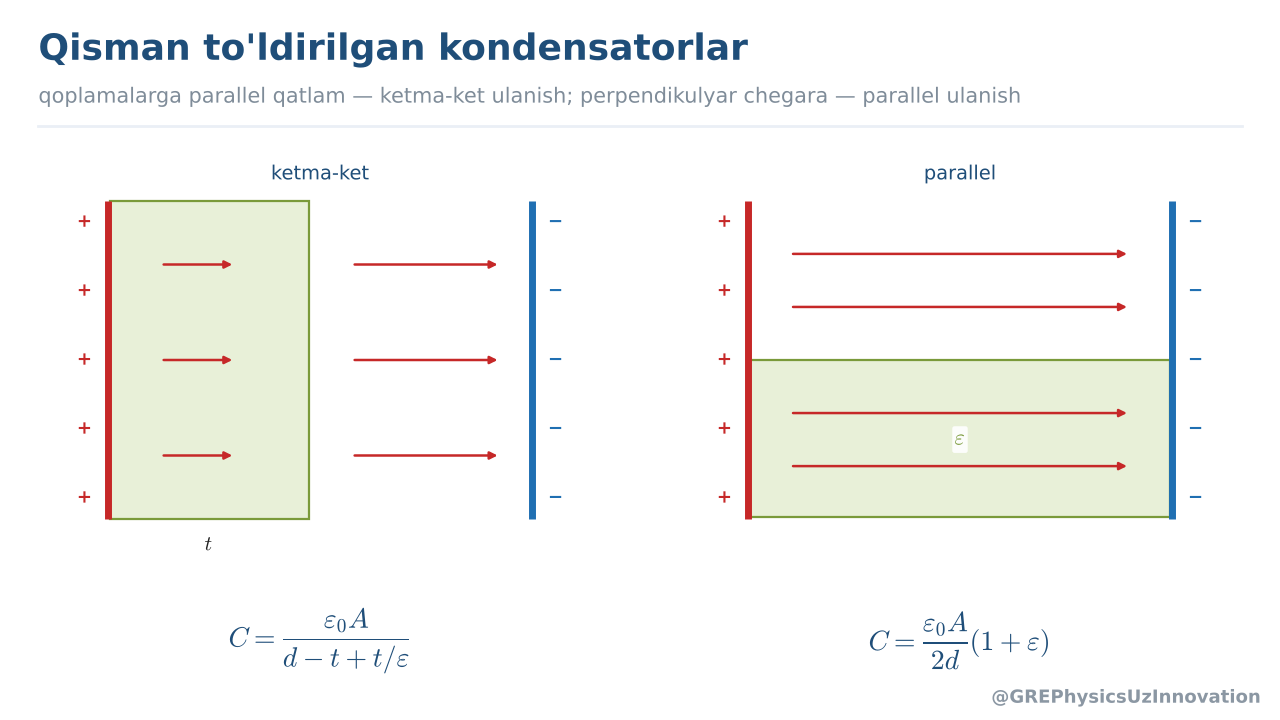 Qisman to'ldirilgan kondensatorlar
qoplamalarga parallel qatlam — ketma-ket ulanish; perpendikulyar chegara — parallel ulanish
ketma-ket
parallel
+ − + −
+ − + −
+ − + −
+ − + −
ε
+ − + −
t
C = ε₀A / (d − t + t/ε)
C = ε₀A / 2d (1 + ε)
@GREPhysicsUzInnovation